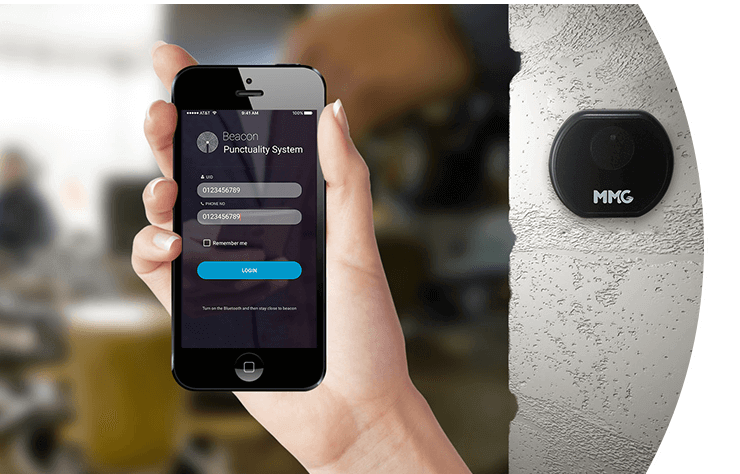 ●●●●● AT&T 9:41 AM 100%
Beacon
Punctuality System
UID
0123456789
PHONE NO
0123456789
Remember me
LOGIN
Turn on the Bluetooth and then stay close to beacon
MMG